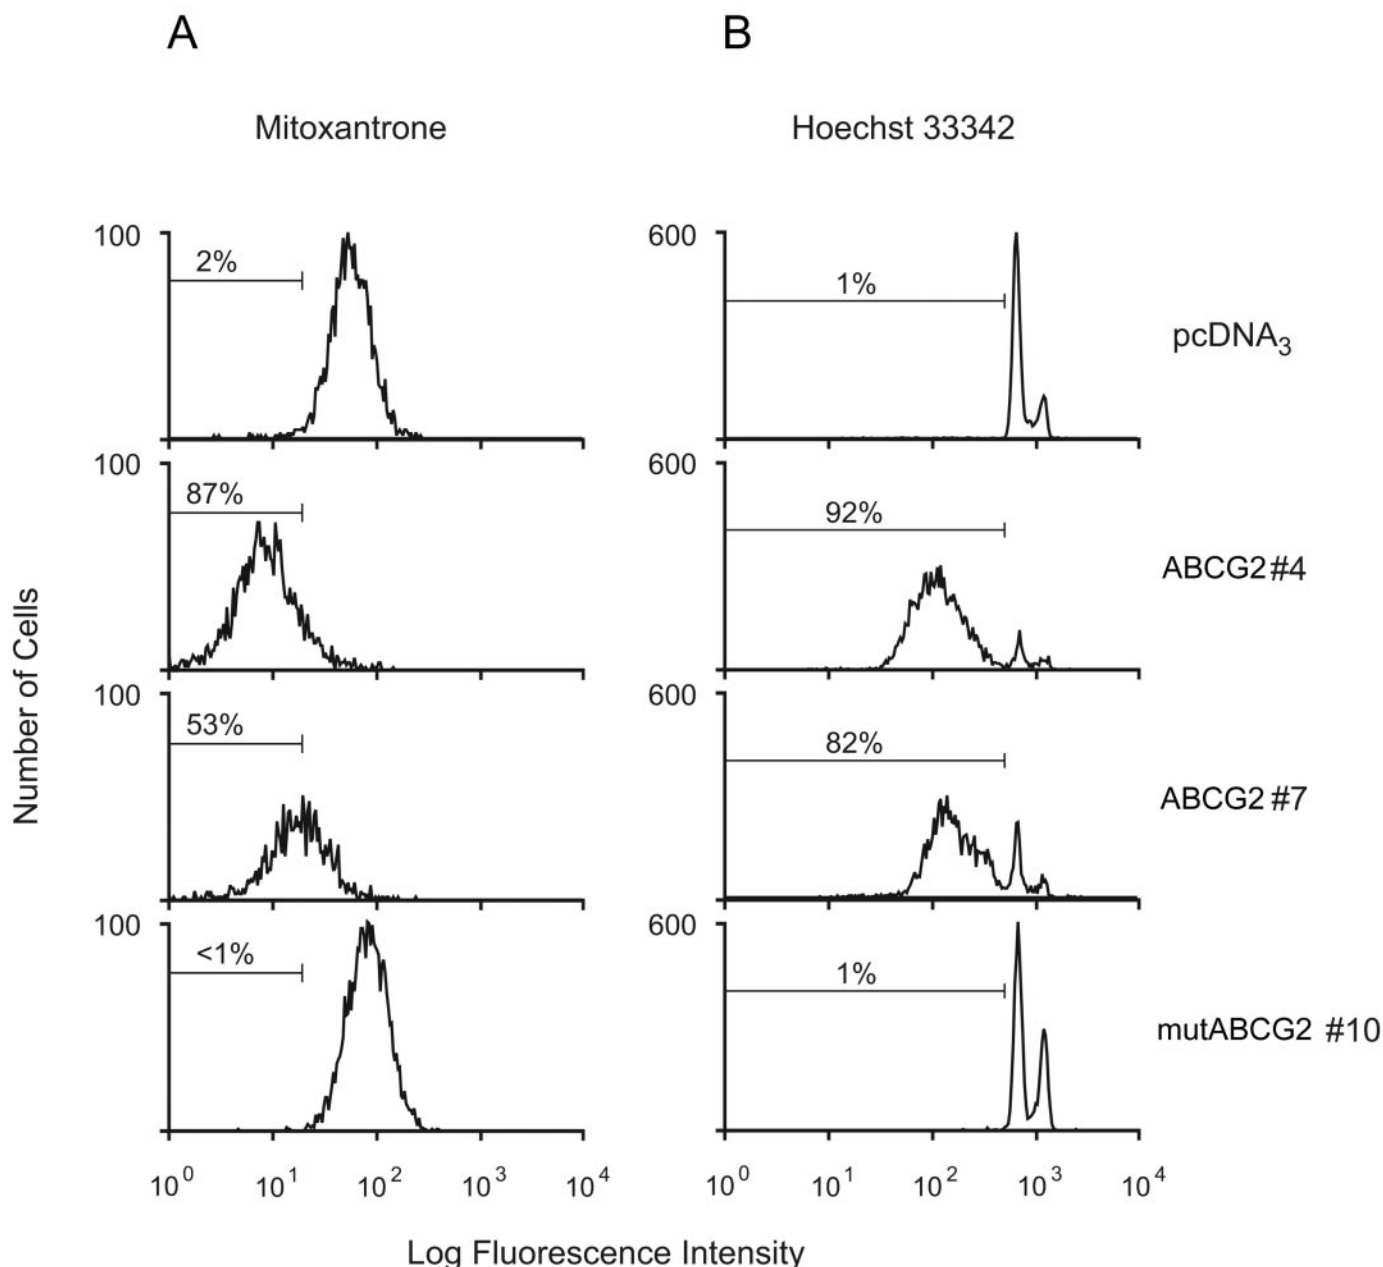 A B
Mitoxantrone Hoechst 33342
100 2% 600 1% pcDNA3
100 87% 600 92% ABCG2 #4
100 53% 600 82% ABCG2 #7
100 <1% 600 1% mutABCG2 #10
Number of Cells
10^0 10^1 10^2 10^3 10^4 10^0 10^1 10^2 10^3 10^4
Log Fluorescence Intensity